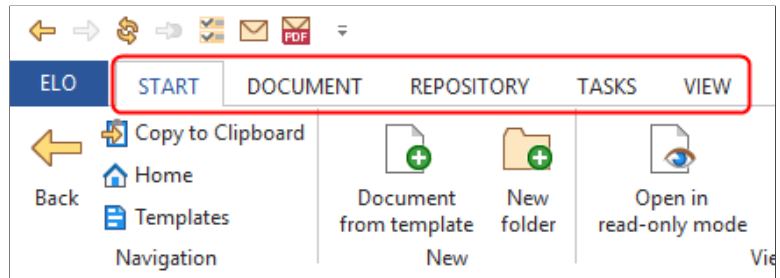 PDF
ELO START DOCUMENT REPOSITORY TASKS VIEW
Back
Copy to Clipboard
Home
Templates
Navigation
Document
from template
New
folder
New
Open in
read-only mode